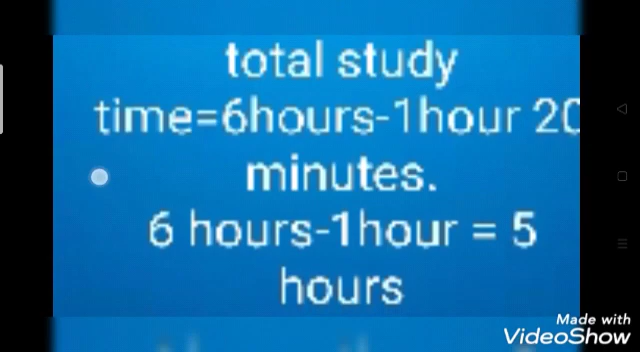 total study
time=6hours-1hour 20
minutes.
6 hours-1hour = 5
hours
Made with
VideoShow